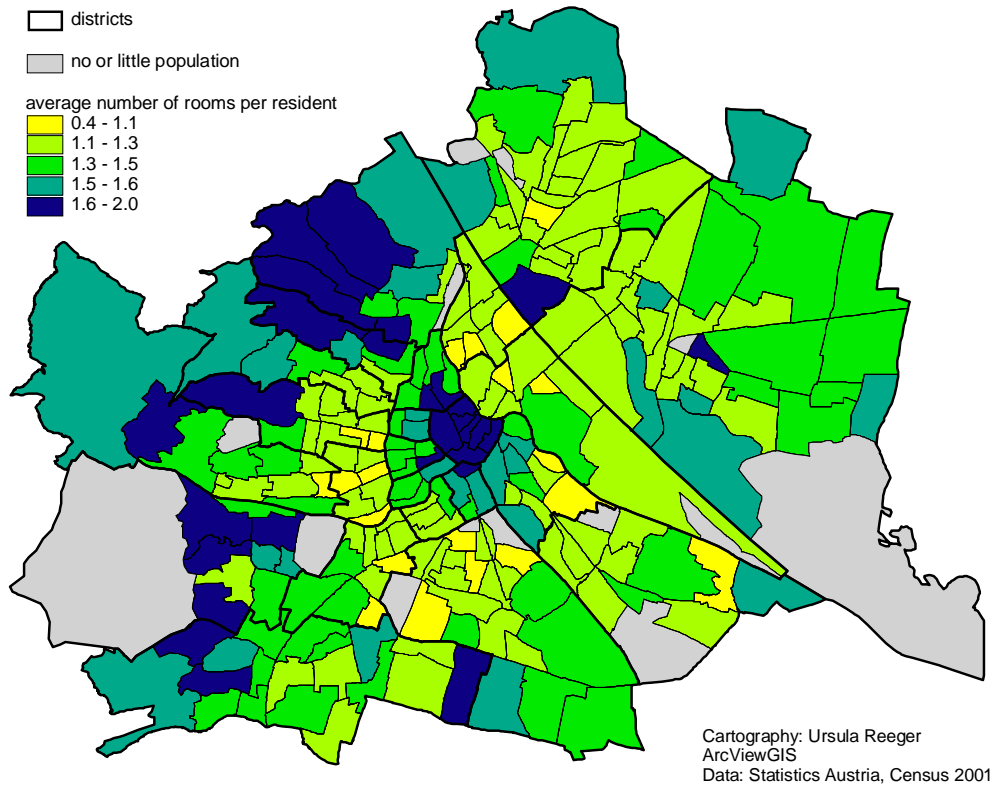 districts
no or little population
average number of rooms per resident
0.4 - 1.1
1.1 - 1.3
1.3 - 1.5
1.5 - 1.6
1.6 - 2.0
Cartography: Ursula Reeger
ArcViewGIS
Data: Statistics Austria, Census 2001